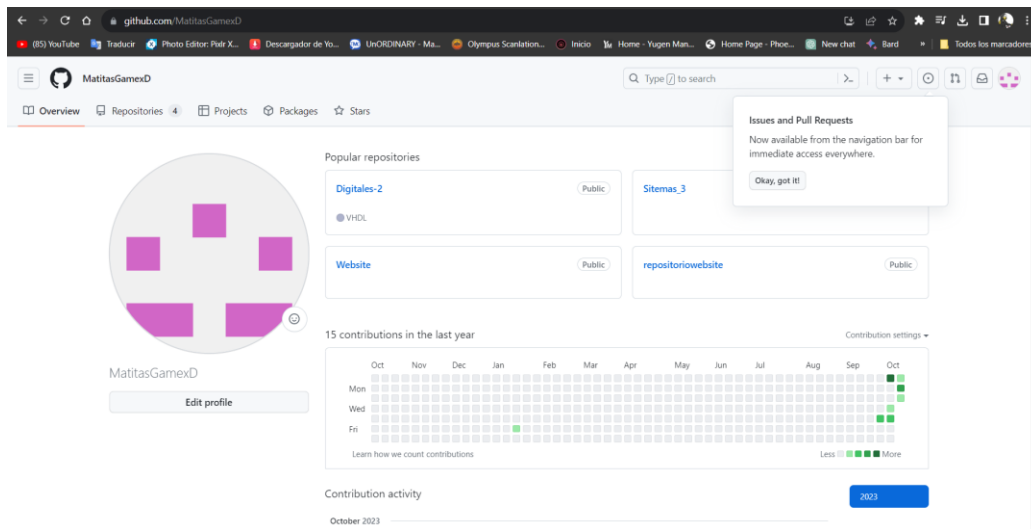 github.com/MatitasGamexD
(85) YouTube Traducir Photo Editor: Pixlr X... Descargador de Yo... UnORDINARY - Ma... Olympus Scanlation... Inicio Home - Yugen Man... Home Page - Phoe... New chat Bard » Todos los marcadores
MatitasGamexD
Type / to search
Overview Repositories 4 Projects Packages Stars
Issues and Pull Requests
Now available from the navigation bar for
immediate access everywhere.
Okay, got it!
Popular repositories
Digitales-2 Public
VHDL
Sitemas_3
Website Public
repositoriowebsite Public
15 contributions in the last year
Contribution settings
Oct Nov Dec Jan Feb Mar Apr May Jun Jul Aug Sep Oct
Mon
Wed
Fri
Learn how we count contributions
Less More
MatitasGamexD
Edit profile
Contribution activity
2023
October 2023